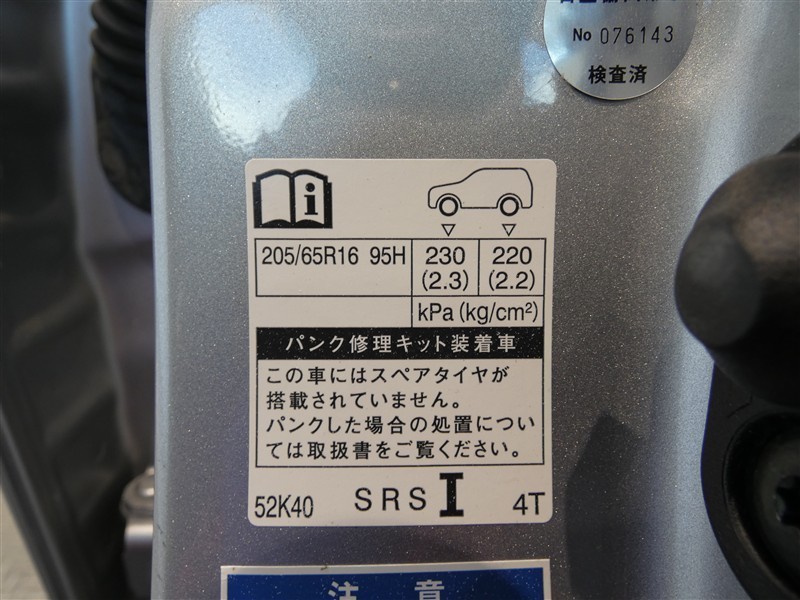 No 076143
検査済
i
205/65R16 95H 230 220
(2.3) (2.2)
kPa (kg/cm²)
パンク修理キット装着車
この車にはスペアタイヤが
搭載されていません。
パンクした場合の処置につい
ては取扱書をご覧ください。
52K40 SRS I 4T
注意